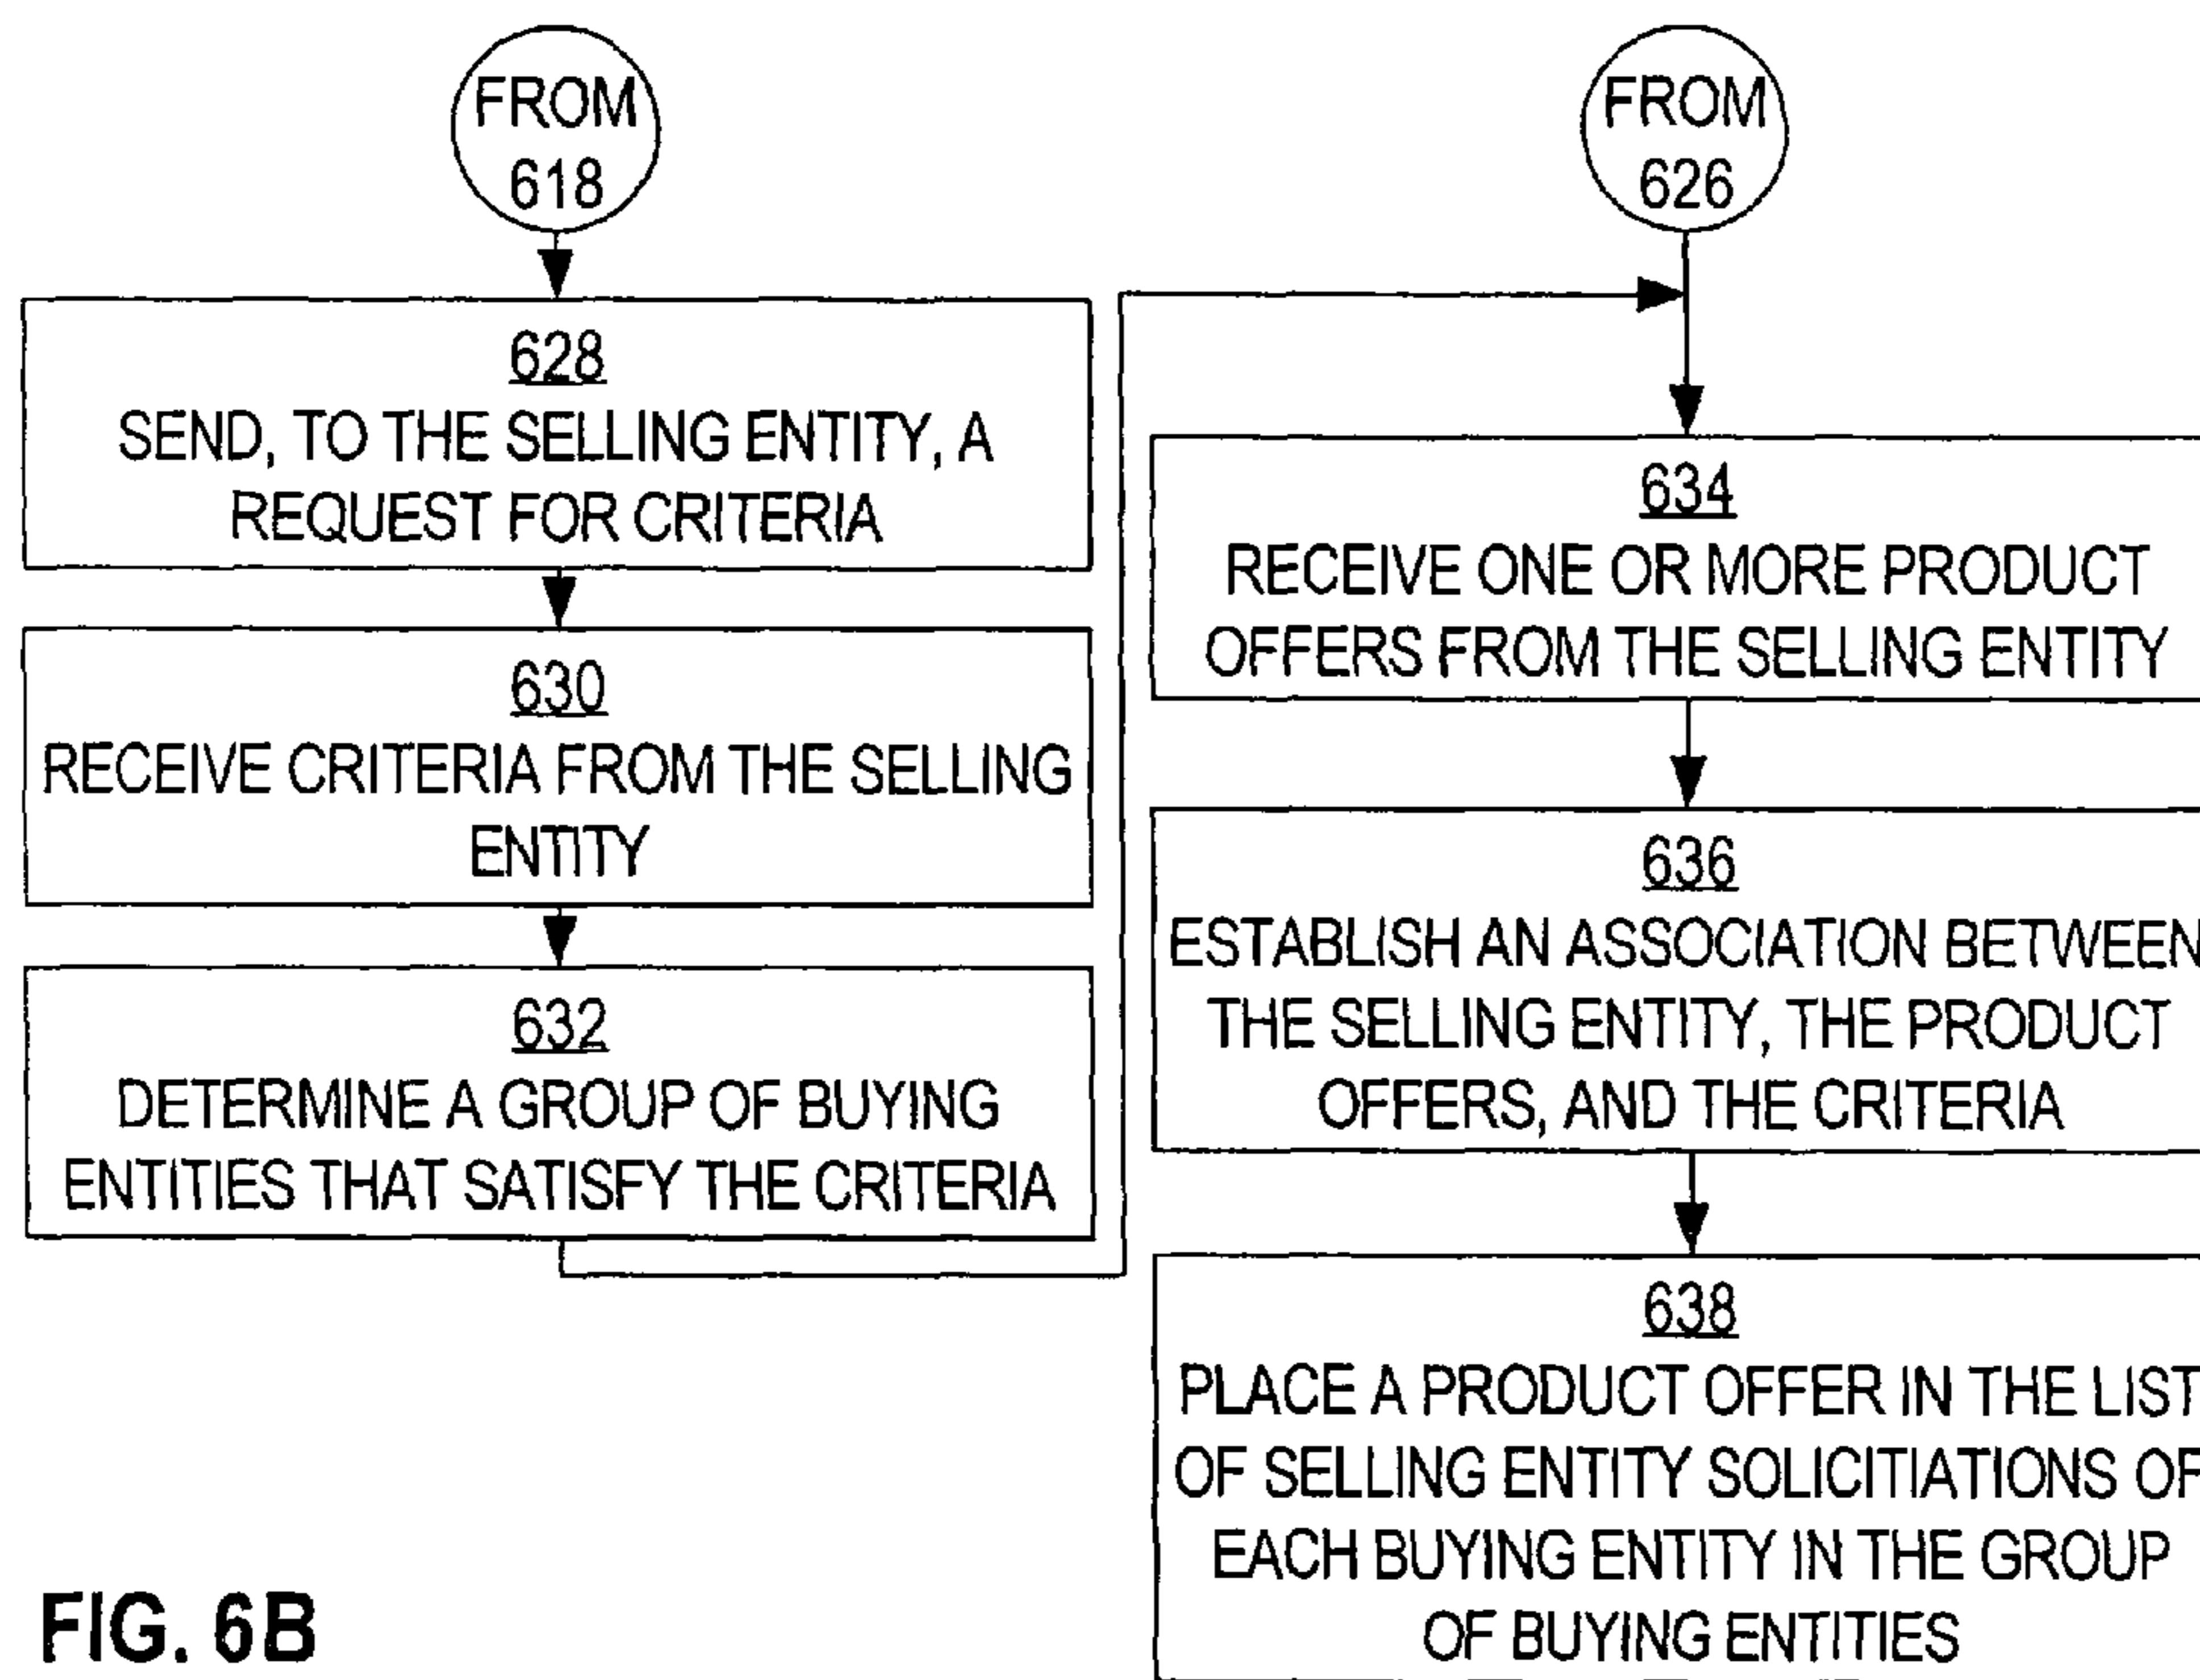 FROM
618
628
SEND, TO THE SELLING ENTITY, A
REQUEST FOR CRITERIA
630
RECEIVE CRITERIA FROM THE SELLING
ENTITY
632
DETERMINE A GROUP OF BUYING
ENTITIES THAT SATISFY THE CRITERIA
FROM
626
634
RECEIVE ONE OR MORE PRODUCT
OFFERS FROM THE SELLING ENTITY
636
ESTABLISH AN ASSOCIATION BETWEEN
THE SELLING ENTITY, THE PRODUCT
OFFERS, AND THE CRITERIA
638
PLACE A PRODUCT OFFER IN THE LIST
OF SELLING ENTITY SOLICITIATIONS OF
EACH BUYING ENTITY IN THE GROUP
OF BUYING ENTITIES
FIG. 6B